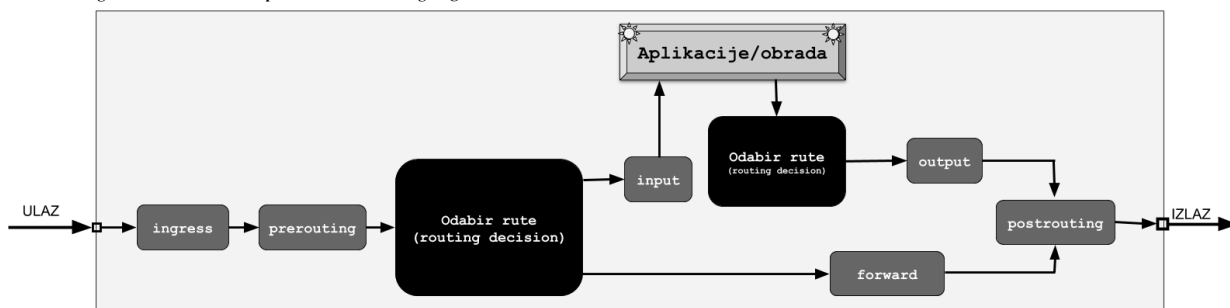 Aplikacije/obrada
Odabir rute
(routing decision)
output
input
ULAZ
ingress
prerouting
Odabir rute
(routing decision)
postrouting
IZLAZ
forward